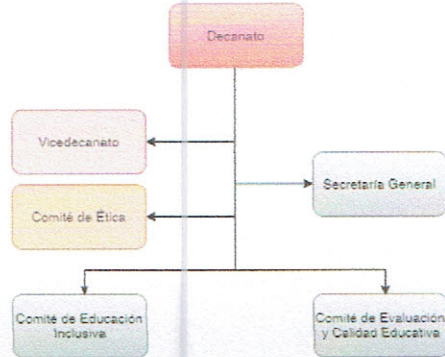 Decanato
Vicedecanato
Secretaría General
Comité de Ética
Comité de Educación
Inclusiva
Comité de Evaluación
y Calidad Educativa